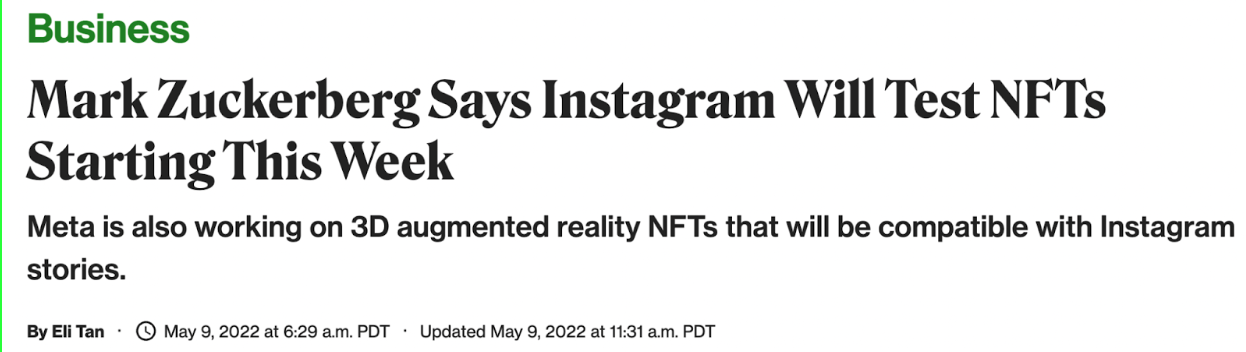 Business
Mark Zuckerberg Says Instagram Will Test NFTs
Starting This Week
Meta is also working on 3D augmented reality NFTs that will be compatible with Instagram
stories.
By Eli Tan · May 9, 2022 at 6:29 a.m. PDT · Updated May 9, 2022 at 11:31 a.m. PDT